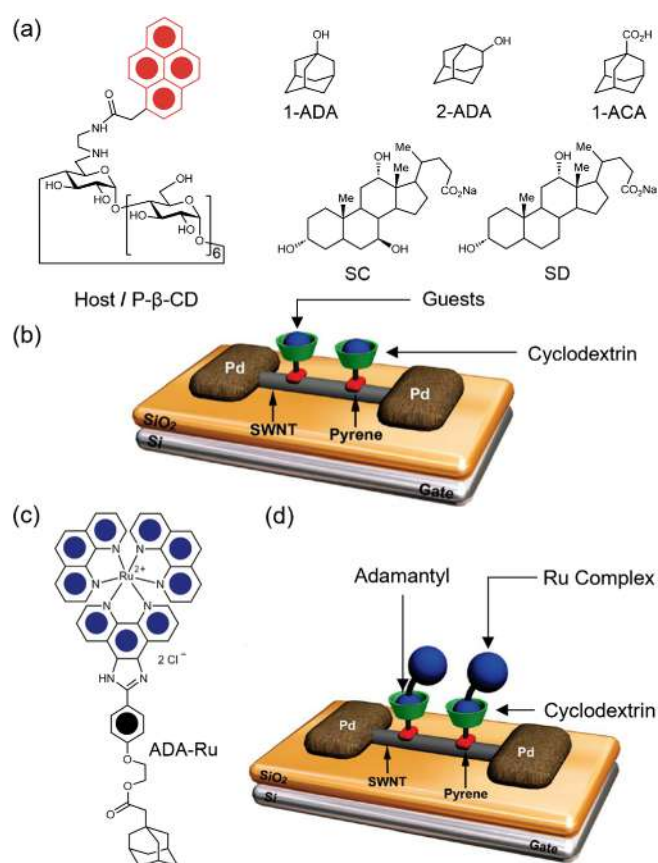 (a)
OH
1-ADA
OH
2-ADA
CO₂H
1-ACA
O
NH
NH
HO
O
HO
O
HO
O
HO
O
6
Host / P-β-CD
OH
Me
Me
Me
CO₂Na
HO
OH
SC
OH
Me
Me
Me
CO₂Na
HO
SD
(b)
Guests
Cyclodextrin
Pd
Pd
SWNT
Pyrene
SiO₂
Si
Gate
(c)
N
N
N
Ru
2+
N
N
N
2 Cl⁻
HN
N
ADA-Ru
O
O
O
(d)
Adamantyl
Ru Complex
Cyclodextrin
Pd
Pd
SWNT
Pyrene
SiO₂
Si
Gate